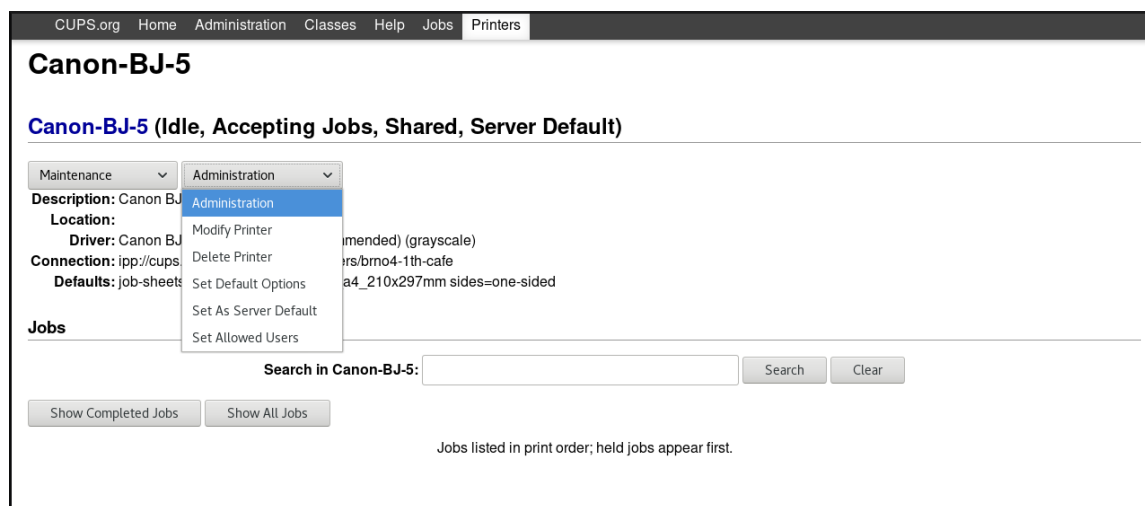 CUPS.org Home Administration Classes Help Jobs Printers
Canon-BJ-5
Canon-BJ-5 (Idle, Accepting Jobs, Shared, Server Default)
Maintenance Administration
Description: Canon BJ
Administration
Location:
Modify Printer
Driver: Canon BJ (grayscale)
Delete Printer
Connection: ipp://cups. rs/brno4-1th-cafe
Defaults: job-sheets a4_210x297mm sides=one-sided
Set Default Options
Set As Server Default
Jobs
Set Allowed Users
Search in Canon-BJ-5: Search Clear
Show Completed Jobs Show All Jobs
Jobs listed in print order; held jobs appear first.